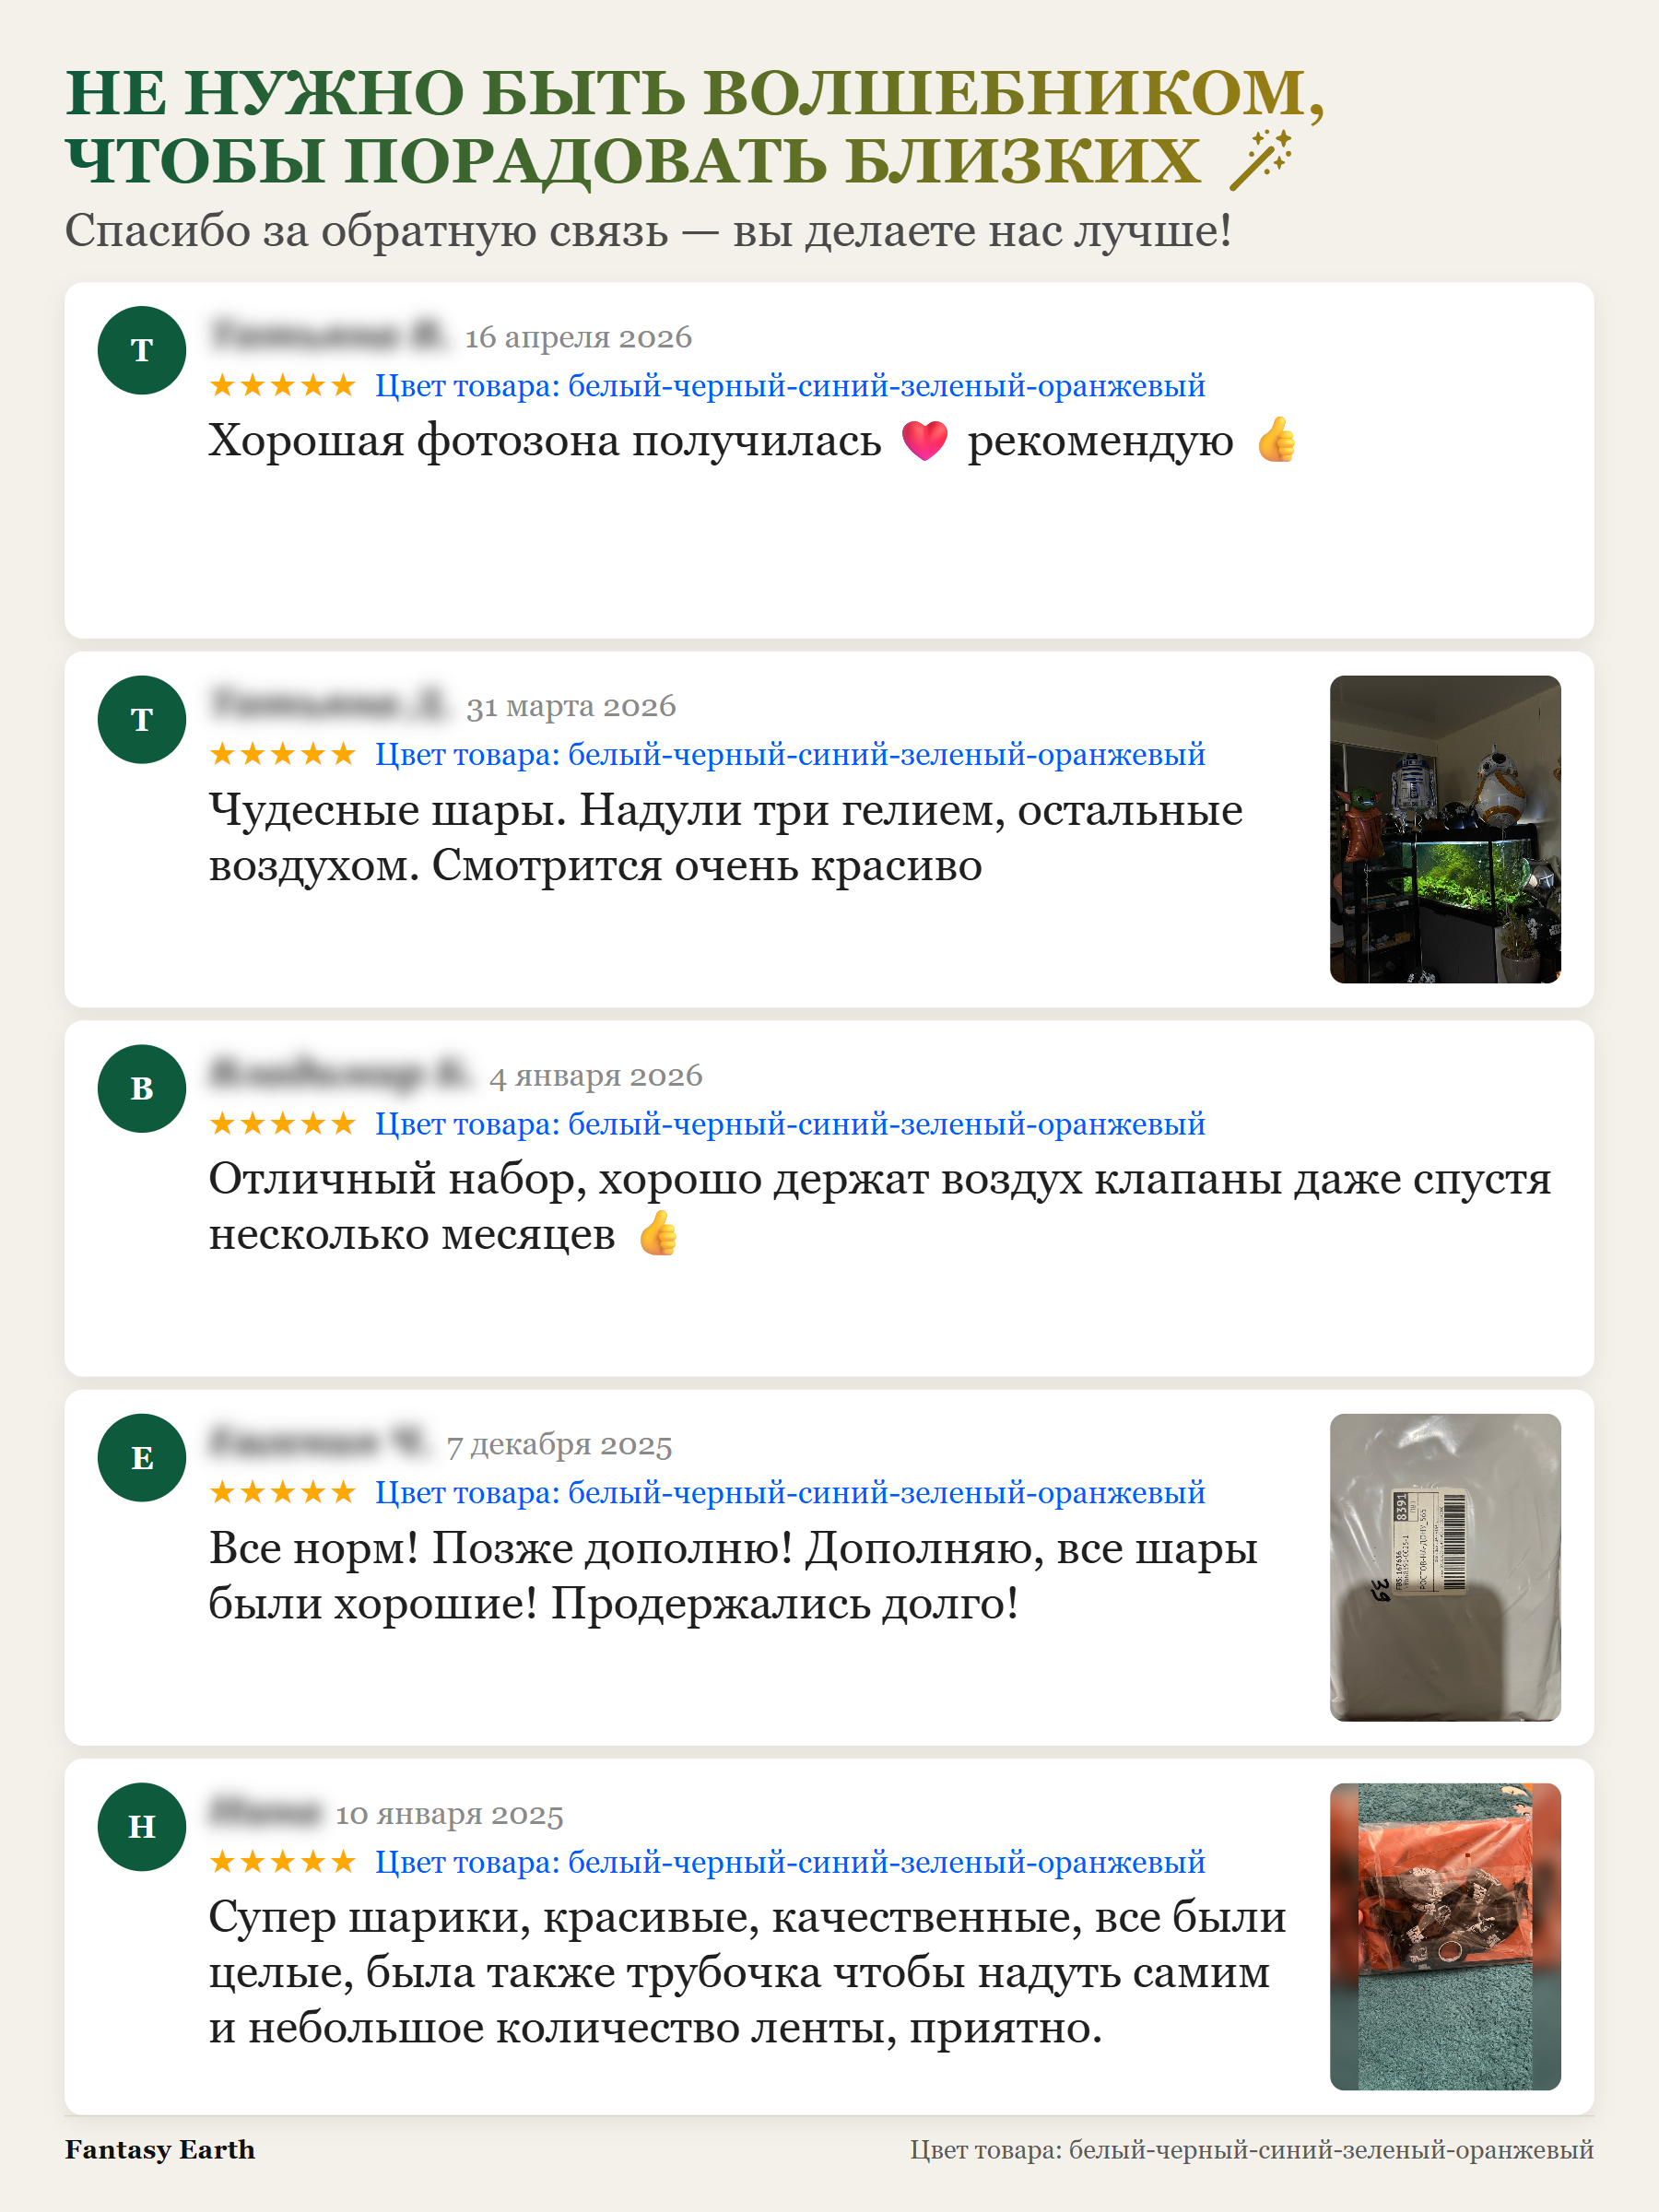 НЕ НУЖНО БЫТЬ ВОЛШЕБНИКОМ,
ЧТОБЫ ПОРАДОВАТЬ БЛИЗКИХ
Спасибо за обратную связь — вы делаете нас лучше!
Т
16 апреля 2026
★★★★★ Цвет товара: белый-черный-синий-зеленый-оранжевый
Хорошая фотозона получилась ❤️ рекомендую 👍
Т
31 марта 2026
★★★★★ Цвет товара: белый-черный-синий-зеленый-оранжевый
Чудесные шары. Надули три гелием, остальные
воздухом. Смотрится очень красиво
В
4 января 2026
★★★★★ Цвет товара: белый-черный-синий-зеленый-оранжевый
Отличный набор, хорошо держат воздух клапаны даже спустя
несколько месяцев 👍
Е
7 декабря 2025
★★★★★ Цвет товара: белый-черный-синий-зеленый-оранжевый
Все норм! Позже дополню! Дополняю, все шары
были хорошие! Продержались долго!
8391
39
Н
10 января 2025
★★★★★ Цвет товара: белый-черный-синий-зеленый-оранжевый
Супер шарики, красивые, качественные, все были
целые, была также трубочка чтобы надуть самим
и небольшое количество ленты, приятно.
Fantasy Earth
Цвет товара: белый-черный-синий-зеленый-оранжевый